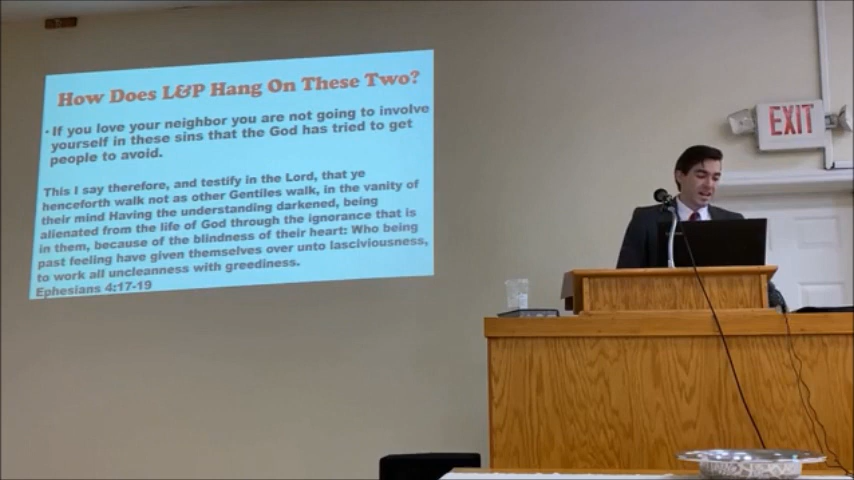 How Does L&P Hang On These Two?
• If you love your neighbor you are not going to involve
yourself in these sins that the God has tried to get
people to avoid.
This I say therefore, and testify in the Lord, that ye
henceforth walk not as other Gentiles walk, in the vanity of
their mind Having the understanding darkened, being
alienated from the life of God through the ignorance that is
in them, because of the blindness of their heart: Who being
past feeling have given themselves over unto lasciviousness,
to work all uncleanness with greediness.
Ephesians 4:17-19
EXIT